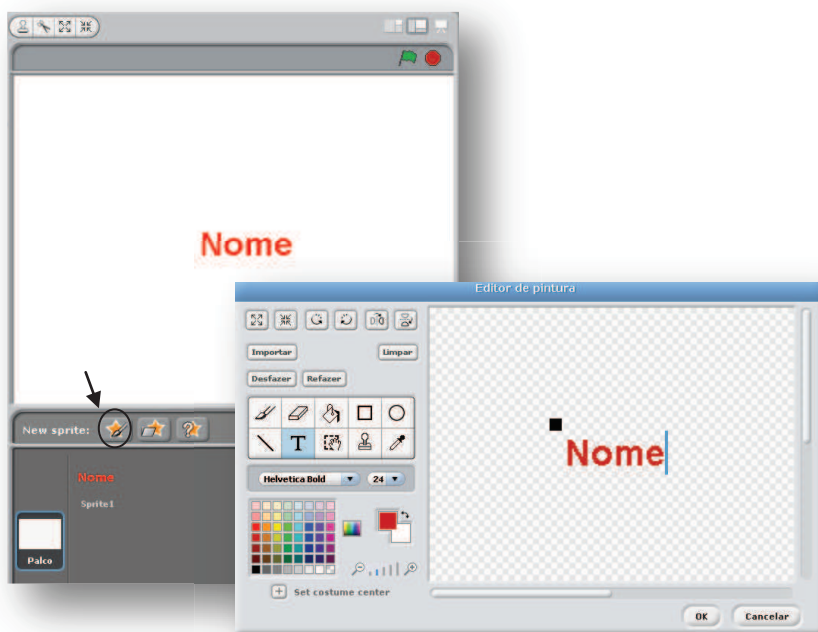 Nome
New sprite:
Nome
Sprite1
Palco
Editor de pintura
Importar
Limpar
Desfazer
Refazer
T
Helvetica Bold
24
Nome
Set costume center
OK
Cancelar